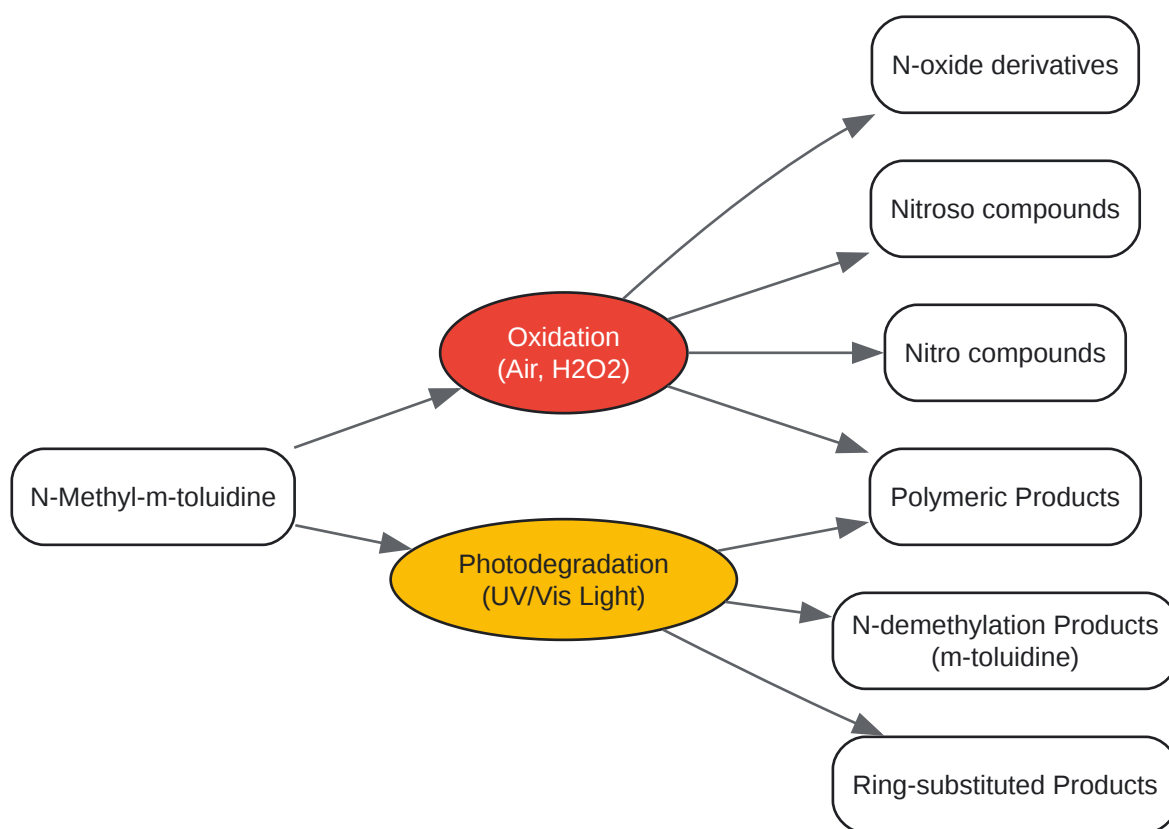 N-oxide derivatives
Nitroso compounds
Oxidation
(Air, H2O2)
Nitro compounds
N-Methyl-m-toluidine
Polymeric Products
Photodegradation
(UV/Vis Light)
N-demethylation Products
(m-toluidine)
Ring-substituted Products